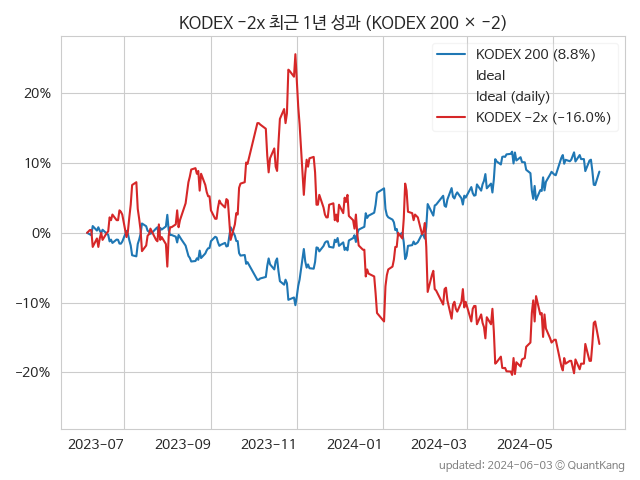 KODEX -2x 최근 1년 성과 (KODEX 200 × -2)
KODEX 200 (8.8%)
Ideal
Ideal (daily)
KODEX -2x (-16.0%)
20%
10%
0%
-10%
-20%
2023-07 2023-09 2023-11 2024-01 2024-03 2024-05
updated: 2024-06-03 © QuantKang